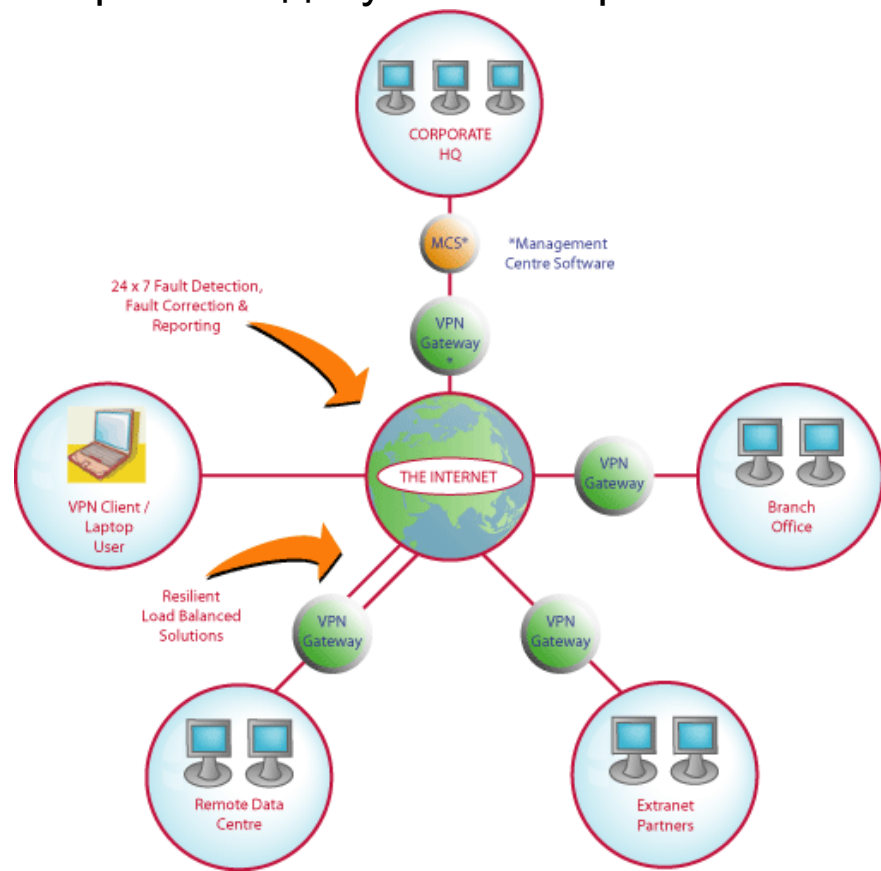 CORPORATE
HQ
MCS*
*Management
Centre Software
24 x 7 Fault Detection,
Fault Correction &
Reporting
VPN
Gateway
*
VPN Client /
Laptop
User
THE INTERNET
VPN
Gateway
Branch
Office
Resilient
Load Balanced
Solutions
VPN
Gateway
VPN
Gateway
Remote Data
Centre
Extranet
Partners